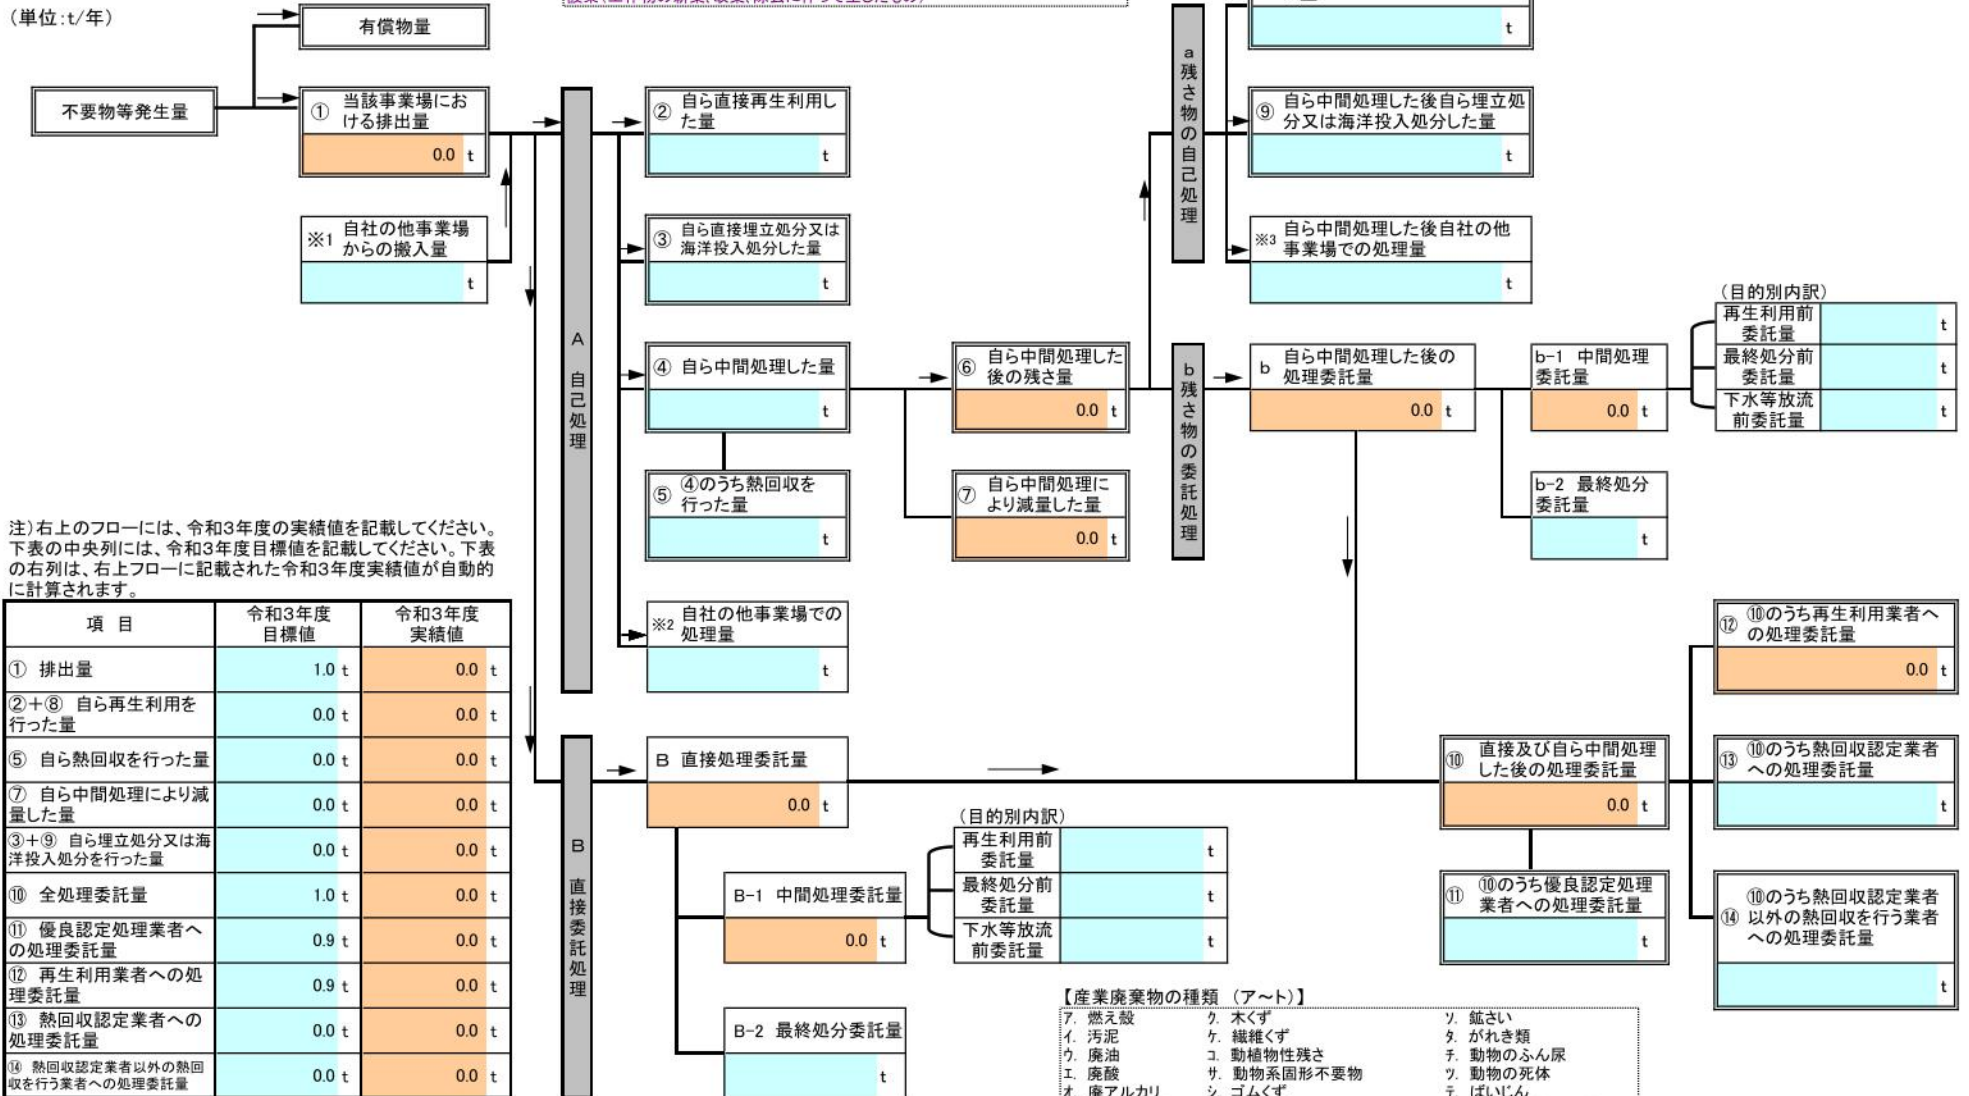 (単位:t/年)
有償物量
不要物等発生量
① 当該事業場にお
ける排出量
0.0 t
※1 自社の他事業場
からの搬入量
t
A 自己処理
② 自ら直接再生利用し
た量
t
③ 自ら直接埋立処分又は
海洋投入処分した量
t
④ 自ら中間処理した量
t
⑤ ④のうち熱回収を
行った量
t
※2 自社の他事業場での
処理量
t
⑥ 自ら中間処理した
後の残さ量
0.0 t
⑦ 自ら中間処理に
より減量した量
0.0 t
a 残さ物の自己処理
t
⑨ 自ら中間処理した後自ら埋立処
分又は海洋投入処分した量
t
※3 自ら中間処理した後自社の他
事業場での処理量
t
b 残さ物の委託処理
b 自ら中間処理した後の
処理委託量
0.0 t
b-1 中間処理
委託量
0.0 t
(目的別内訳)
再生利用前
委託量
t
最終処分前
委託量
t
下水等放流
前委託量
t
b-2 最終処分
委託量
t
注)右上のフローには、令和3年度の実績値を記載してください。
下表の中央列には、令和3年度目標値を記載してください。下表
の右列は、右上フローに記載された令和3年度実績値が自動的
に計算されます。
項 目 令和3年度 目標値 令和3年度 実績値
① 排出量 1.0 t 0.0 t
②+⑧ 自ら再生利用を
行った量 0.0 t 0.0 t
⑤ 自ら熱回収を行った量 0.0 t 0.0 t
⑦ 自ら中間処理により減
量した量 0.0 t 0.0 t
③+⑨ 自ら埋立処分又は海
洋投入処分を行った量 0.0 t 0.0 t
⑩ 全処理委託量 1.0 t 0.0 t
⑪ 優良認定処理業者へ
の処理委託量 0.9 t 0.0 t
⑫ 再生利用業者への処
理委託量 0.9 t 0.0 t
⑬ 熱回収認定業者への
処理委託量 0.0 t 0.0 t
⑭ 熱回収認定業者以外の熱回
収を行う業者への処理委託量 0.0 t 0.0 t
B 直接委託処理
B 直接処理委託量
0.0 t
B-1 中間処理委託量
0.0 t
(目的別内訳)
再生利用前
委託量
t
最終処分前
委託量
t
下水等放流
前委託量
t
B-2 最終処分委託量
t
⑩ 直接及び自ら中間処理
した後の処理委託量
0.0 t
⑪ ⑩のうち優良認定処理
業者への処理委託量
t
⑫ ⑩のうち再生利用業者へ
の処理委託量
0.0 t
⑬ ⑩のうち熱回収認定業者
への処理委託量
t
⑭ ⑩のうち熱回収認定業者
以外の熱回収を行う業者
への処理委託量
t
【産業廃棄物の種類 (ア~ト)】
ア. 燃え殻 ク. 木くず ソ. 鉱さい
イ. 汚泥 ケ. 繊維くず タ. がれき類
ウ. 廃油 コ. 動植物性残さ チ. 動物のふん尿
エ. 廃酸 サ. 動物系固形不要物 ツ. 動物の死体
オ. 廃アルカリ シ. ゴムくず テ. ばいじん